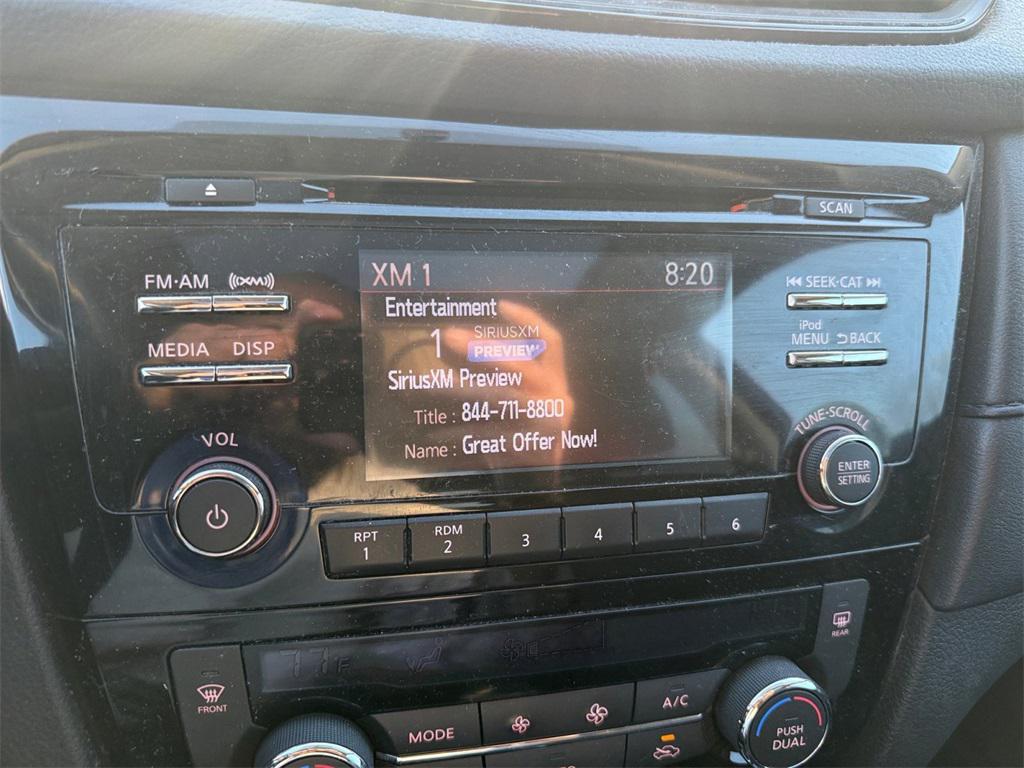 SCAN
FM·AM ((XM))
SEEK·CAT
MEDIA DISP
iPod
MENU BACK
XM 1 8:20
Entertainment
1 SIRIUSXM
PREVIEW
SiriusXM Preview
Title : 844-711-8800
Name : Great Offer Now!
VOL
TUNE·SCROLL
ENTER
SETTING
RPT
1
RDM
2
3
4
5
6
77 F
FRONT
REAR
MODE
A/C
PUSH
DUAL